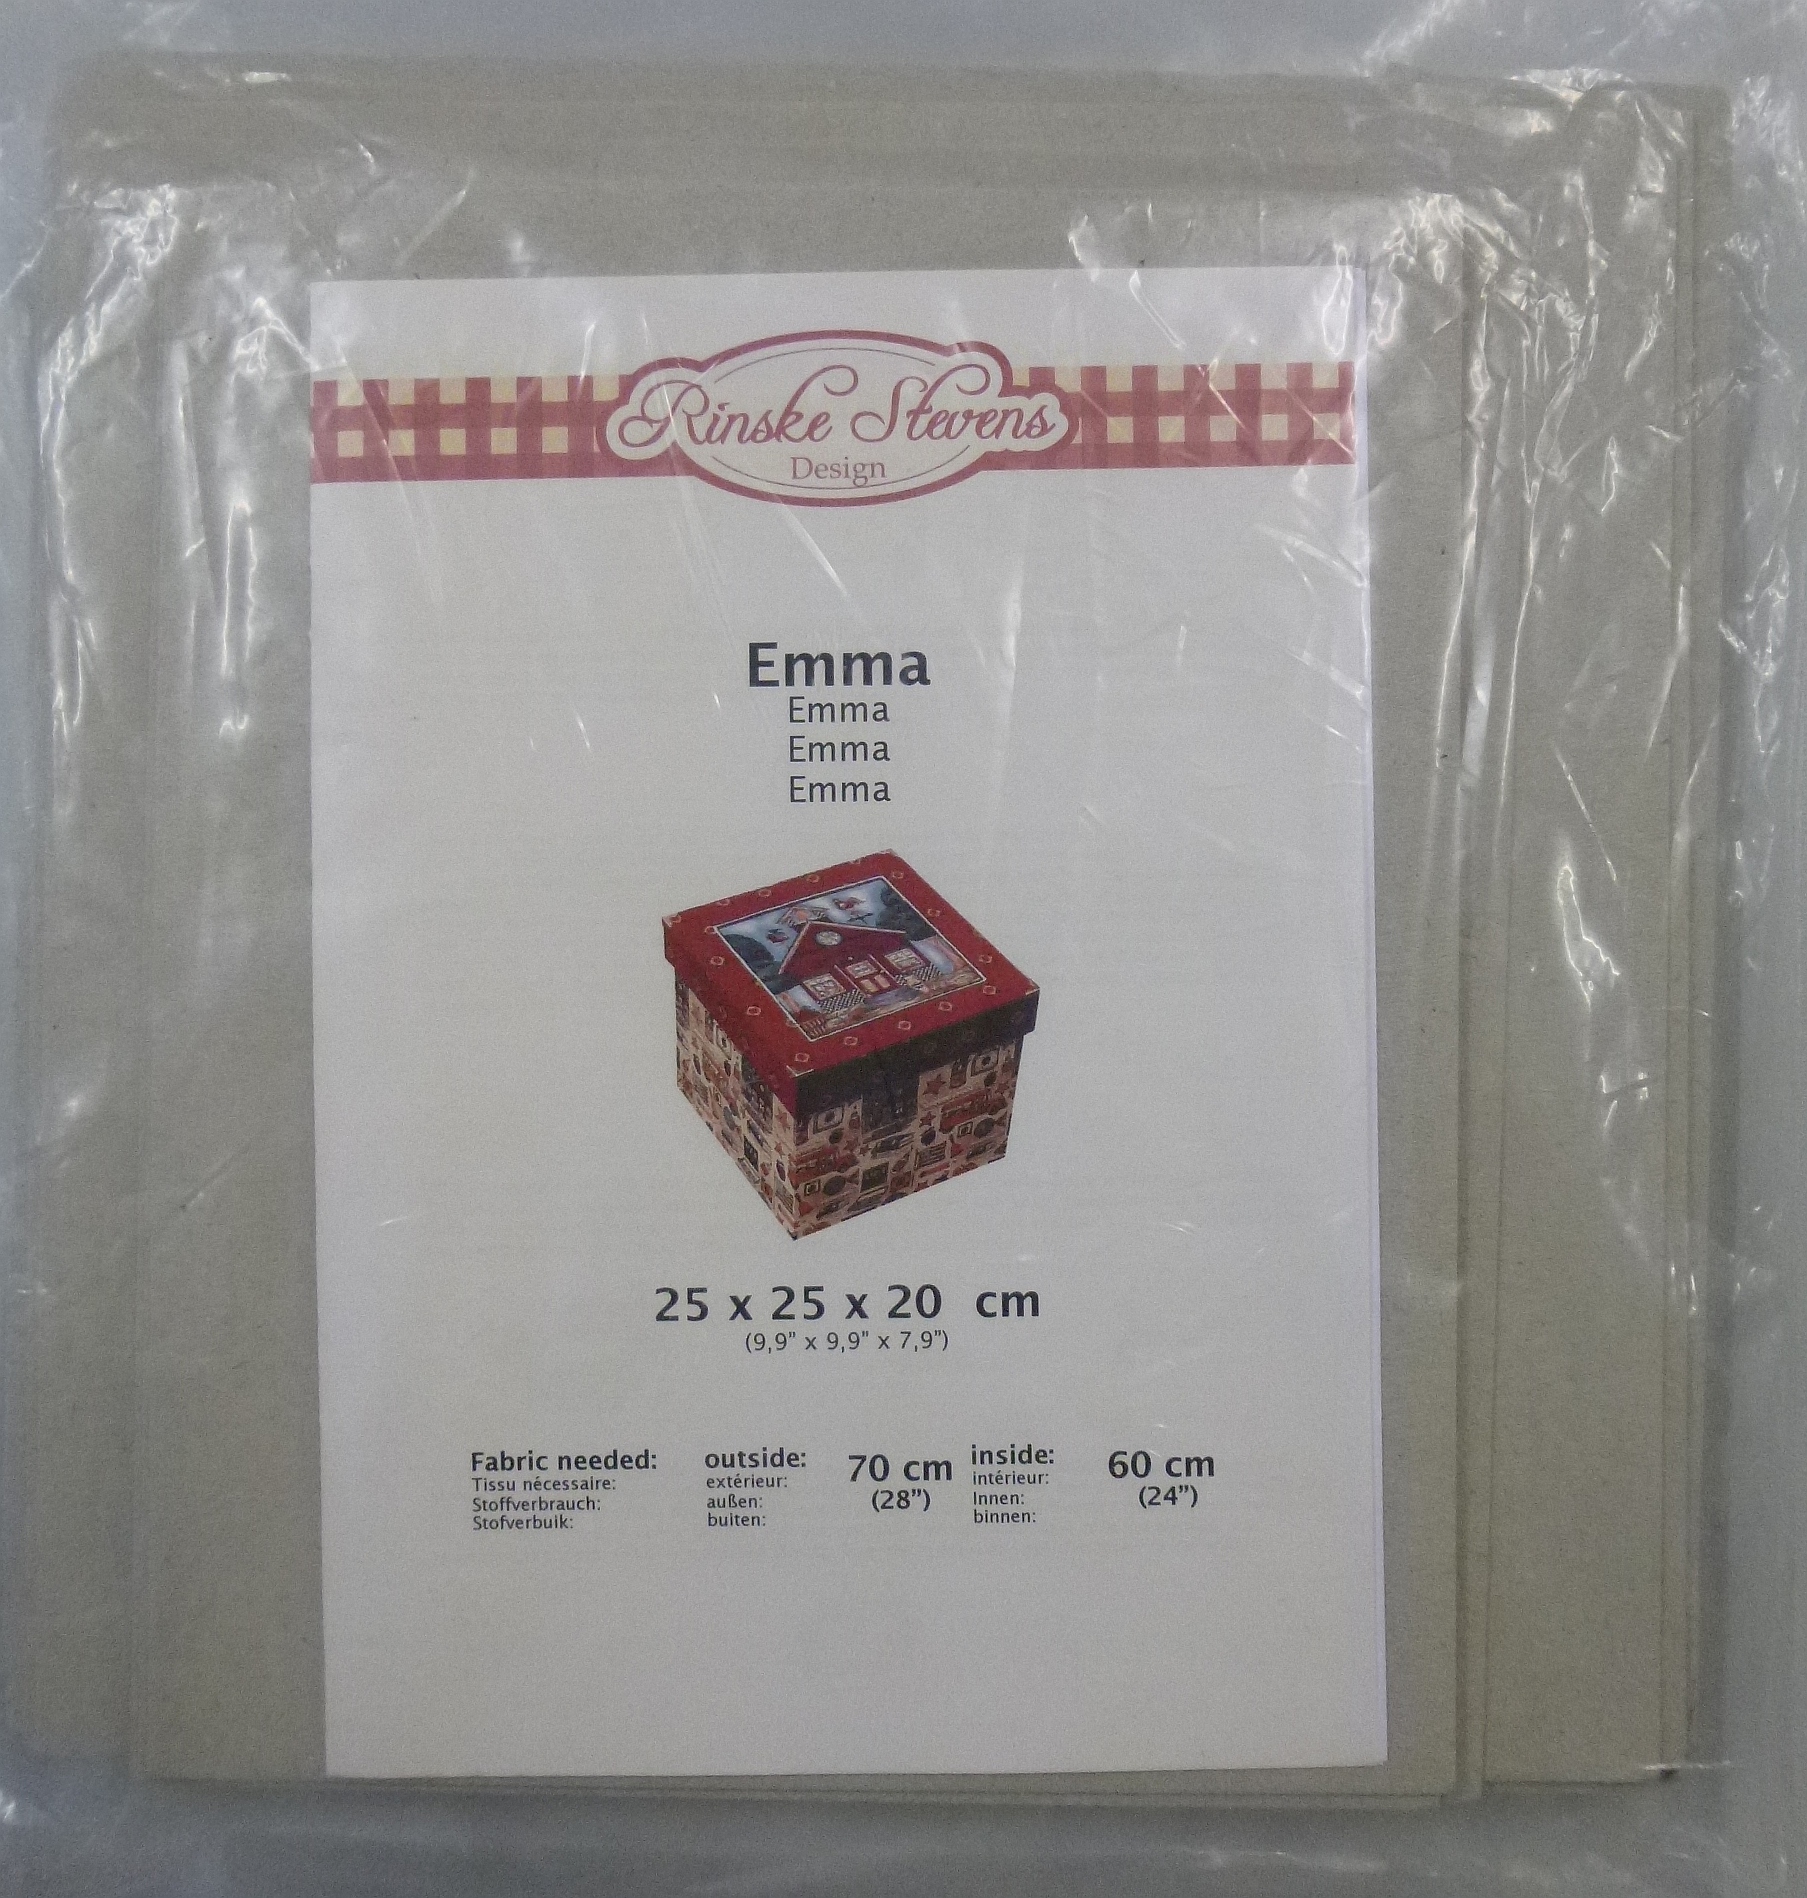 Rinske Stevens
Design
Emma
Emma
Emma
Emma
25 x 25 x 20 cm
(9,9” x 9,9” x 7,9”)
Fabric needed: outside: 70 cm inside: 60 cm
Tissu nécessaire: extérieur: (28”) intérieur: (24”)
Stoffverbrauch: außen: Innen:
Stofverbuik: buiten: binnen: